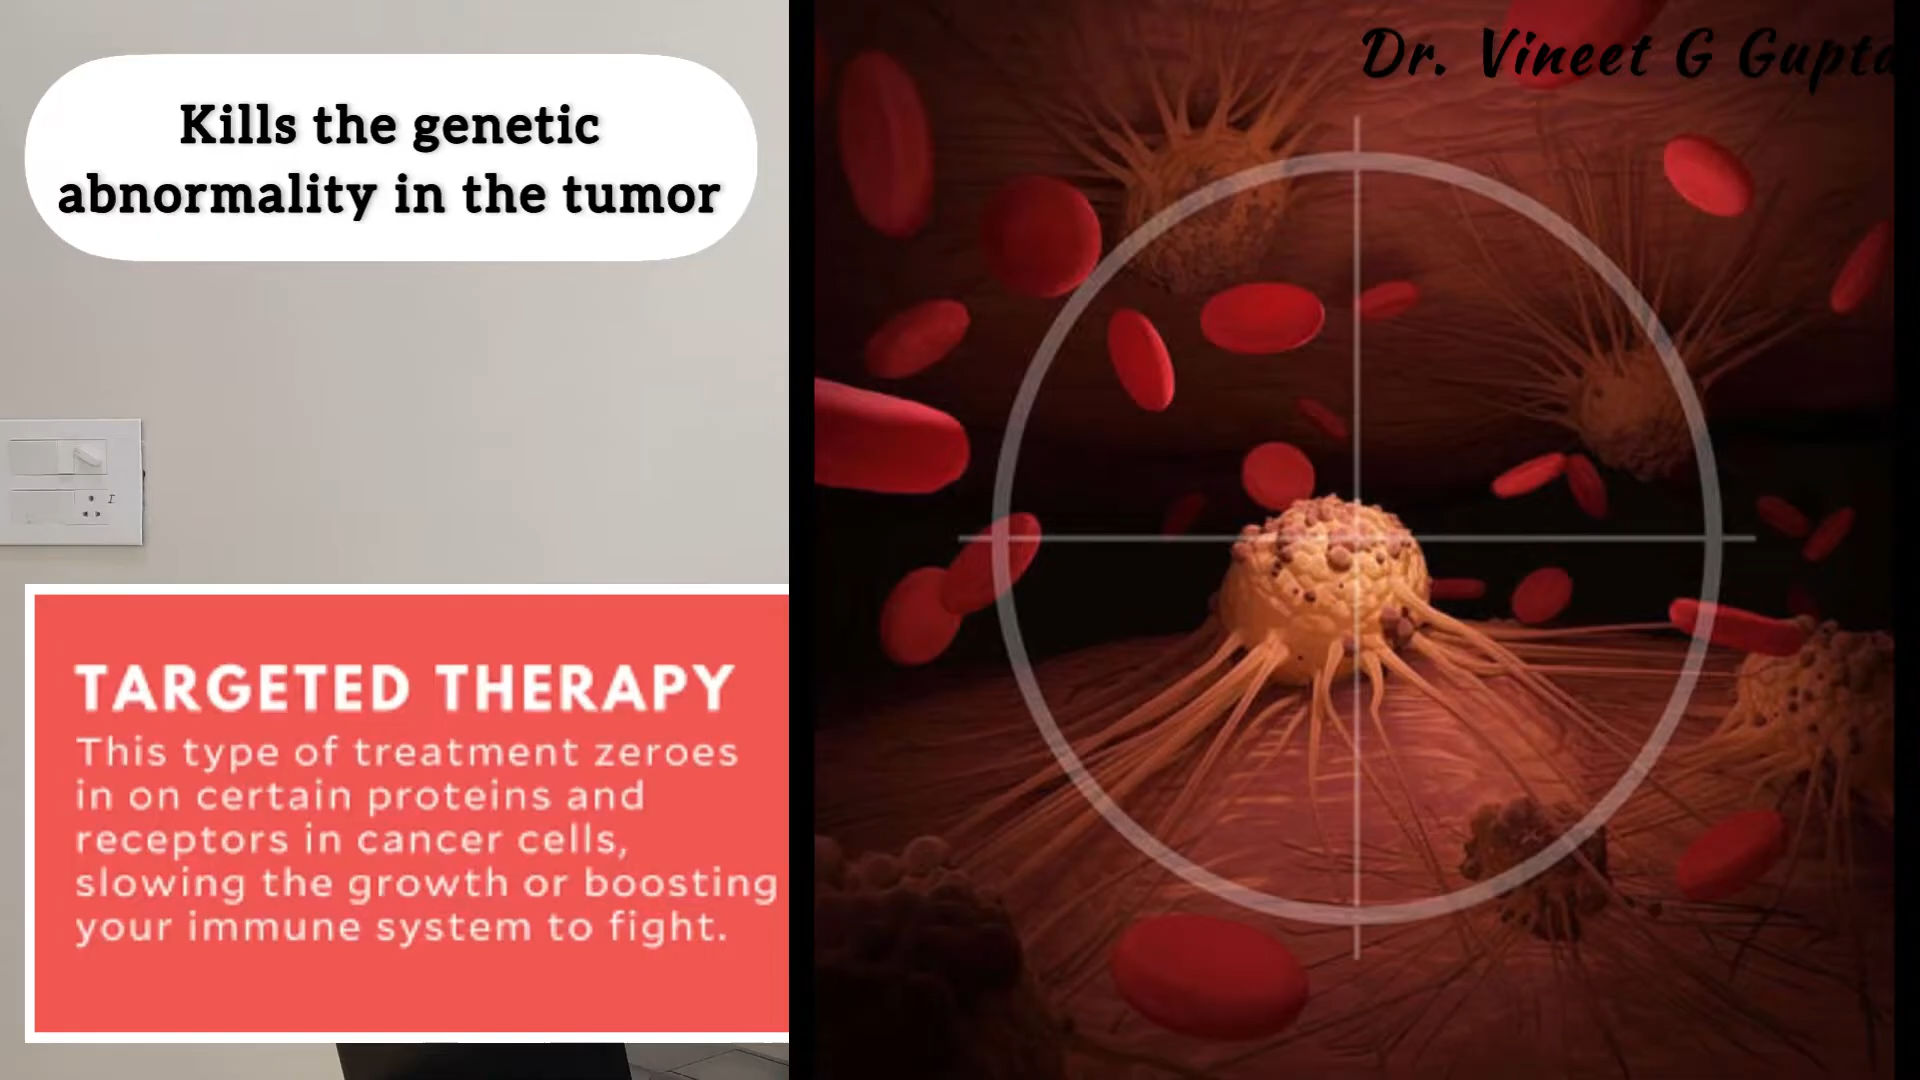 Kills the genetic
abnormality in the tumor
TARGETED THERAPY
This type of treatment zeroes
in on certain proteins and
receptors in cancer cells,
slowing the growth or boosting
your immune system to fight.
Dr. Vineet G Gupta